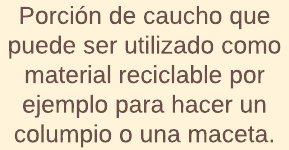 Porción de caucho que
puede ser utilizado como
material reciclable por
ejemplo para hacer un
columpio o una maceta.